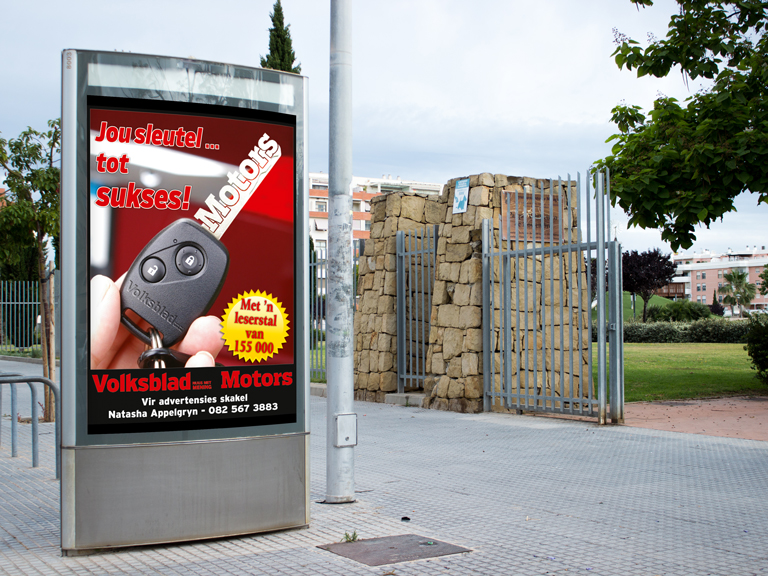 Jou sleutel...
tot
sukses!
Motors
Volksblad
Met 'n
leserstal
van
155 000
Volksblad Motors
Vir advertensies skakel
Natasha Appelgryn - 082 567 3883